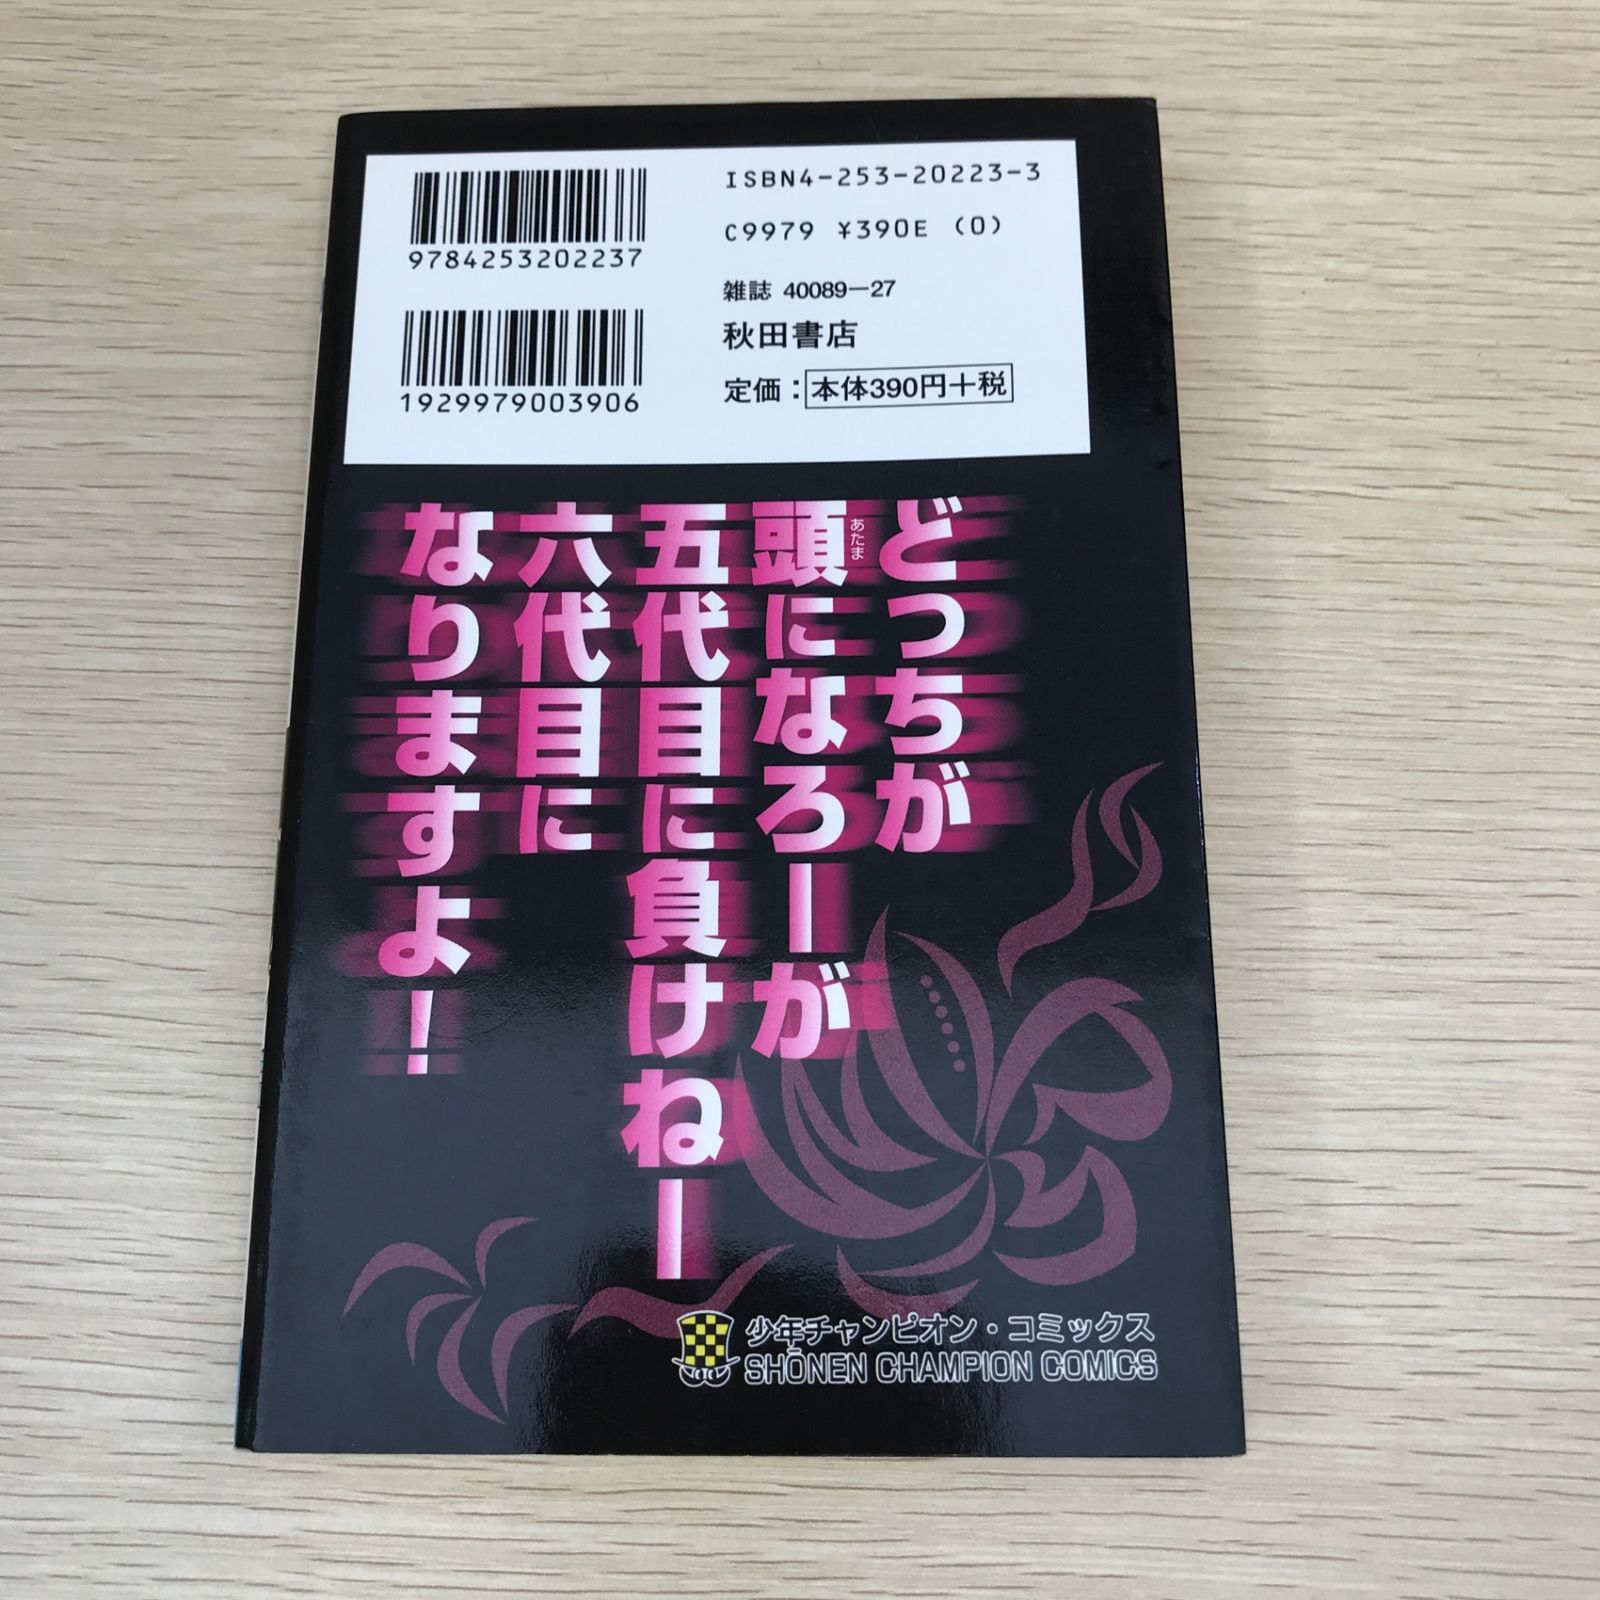 9784253202237
1929979003906
ISBN4-253-20223-3
C9979 ¥390E (0)
雑誌 40089-27
秋田書店
定価:本体390円+税
どっちが
頭になろーが
あたま
五代目に負けねー
六代目に
なりますよ!
少年チャンピオン・コミックス
SHŌNEN CHAMPION COMICS